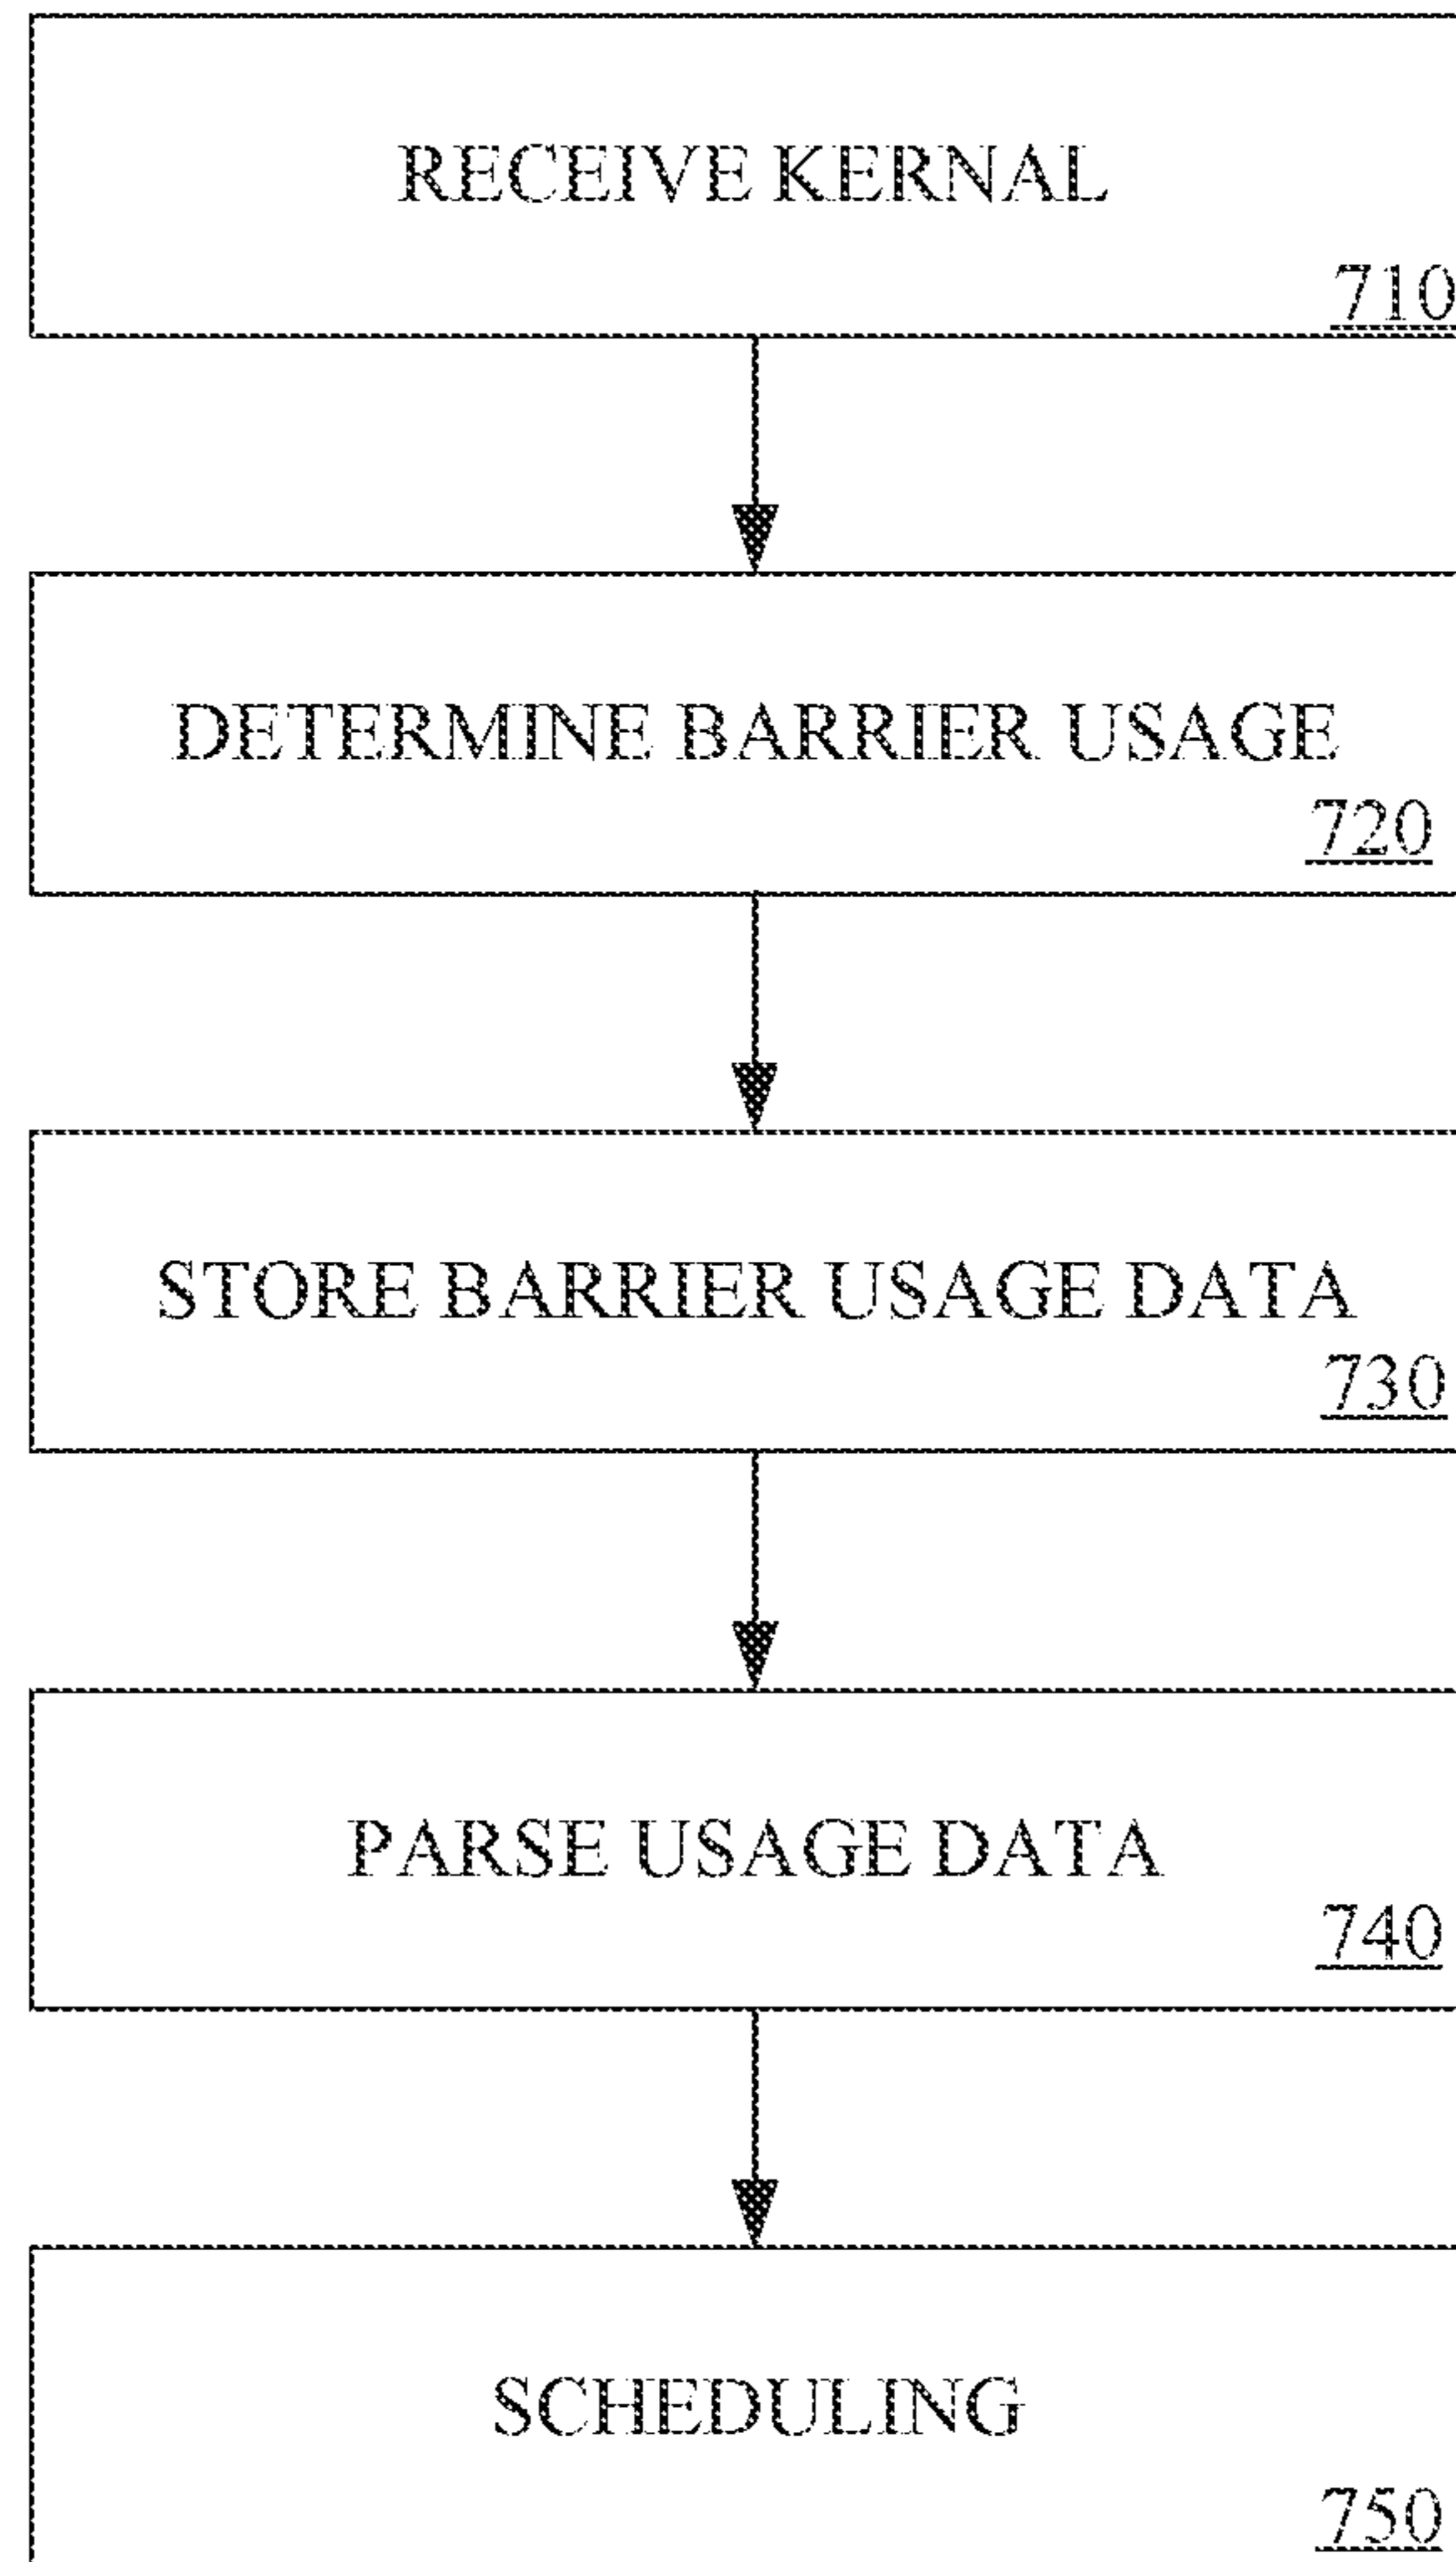 RECEIVE KERNAL
710
DETERMINE BARRIER USAGE
720
STORE BARRIER USAGE DATA
730
PARSE USAGE DATA
740
SCHEDULING
750